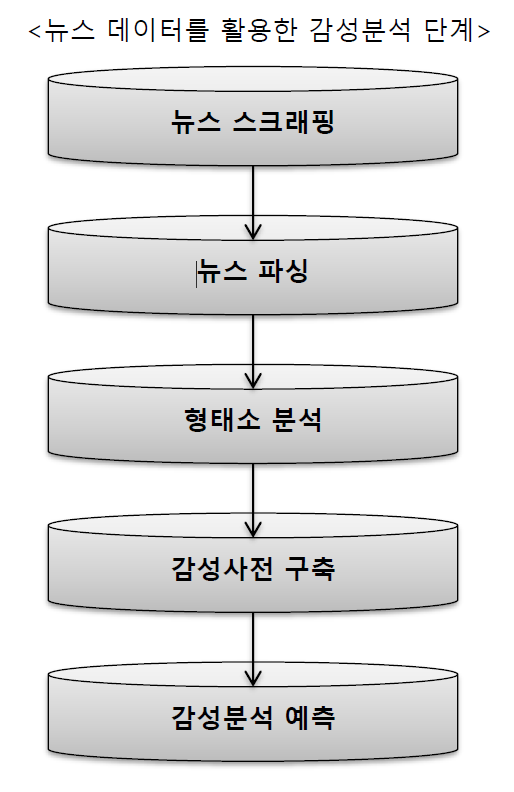 <뉴스 데이터를 활용한 감성분석 단계>
뉴스 스크래핑
뉴스 파싱
형태소 분석
감성사전 구축
감성분석 예측